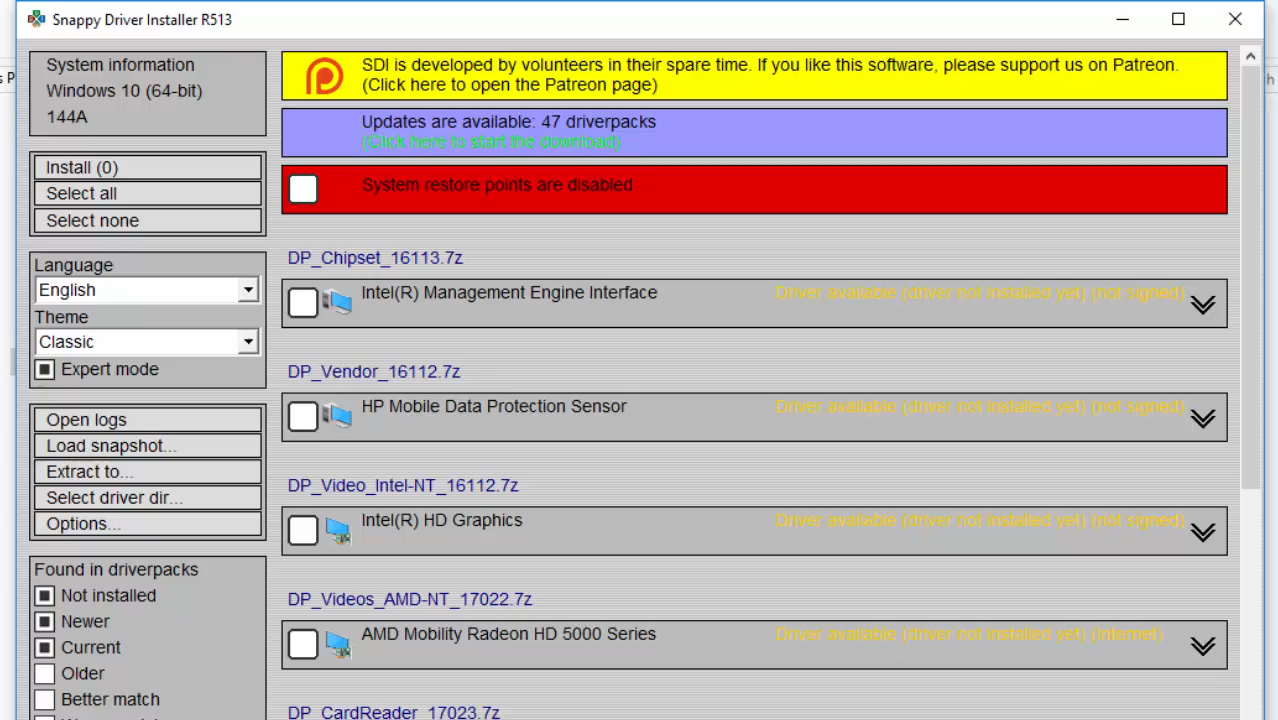 Snappy Driver Installer R513
System information
Windows 10 (64-bit)
144A
Install (0)
Select all
Select none
Language
English
Theme
Classic
Expert mode
Open logs
Load snapshot...
Extract to...
Select driver dir...
Options...
Found in driverpacks
Not installed
Newer
Current
Older
Better match
SDI is developed by volunteers in their spare time. If you like this software, please support us on Patreon.
(Click here to open the Patreon page)
Updates are available: 47 driverpacks
(Click here to start the download)
System restore points are disabled
DP_Chipset_16113.7z
Intel(R) Management Engine Interface
Driver available (driver not installed yet) (not signed)
DP_Vendor_16112.7z
HP Mobile Data Protection Sensor
Driver available (driver not installed yet) (not signed)
DP_Video_Intel-NT_16112.7z
Intel(R) HD Graphics
Driver available (driver not installed yet) (not signed)
DP_Videos_AMD-NT_17022.7z
AMD Mobility Radeon HD 5000 Series
Driver available (driver not installed yet) (Internet)
DP_CardReader_17023.7z